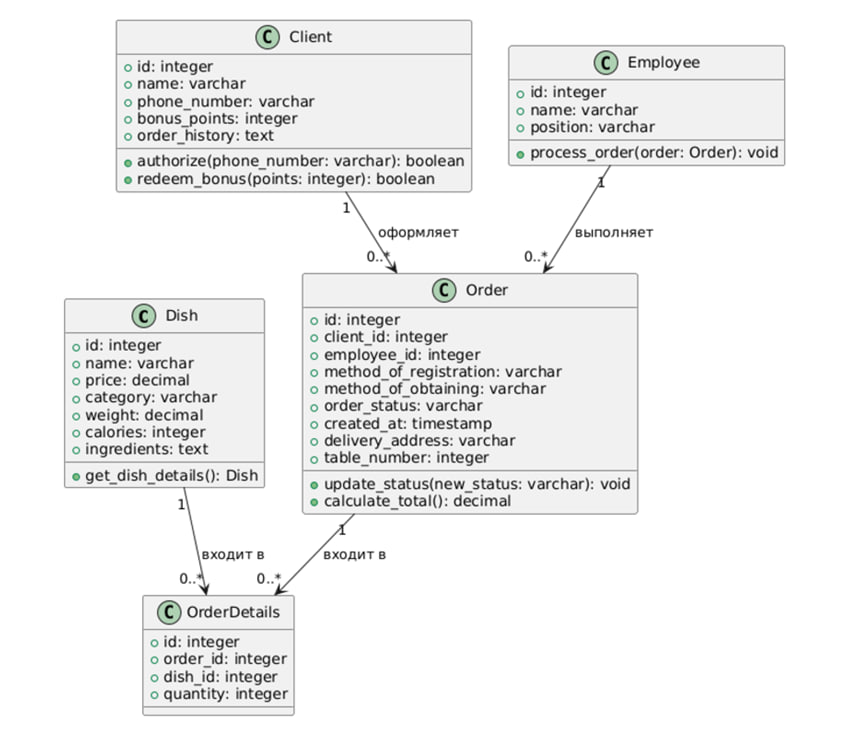 C Client
id: integer
name: varchar
phone_number: varchar
bonus_points: integer
order_history: text
authorize(phone_number: varchar): boolean
redeem_bonus(points: integer): boolean
C Employee
id: integer
name: varchar
position: varchar
process_order(order: Order): void
1
оформляет
0..*
1
выполняет
0..*
C Dish
id: integer
name: varchar
price: decimal
category: varchar
weight: decimal
calories: integer
ingredients: text
get_dish_details(): Dish
C Order
id: integer
client_id: integer
employee_id: integer
method_of_registration: varchar
method_of_obtaining: varchar
order_status: varchar
created_at: timestamp
delivery_address: varchar
table_number: integer
update_status(new_status: varchar): void
calculate_total(): decimal
1
входит в
0..*
1
входит в
0..*
C OrderDetails
id: integer
order_id: integer
dish_id: integer
quantity: integer